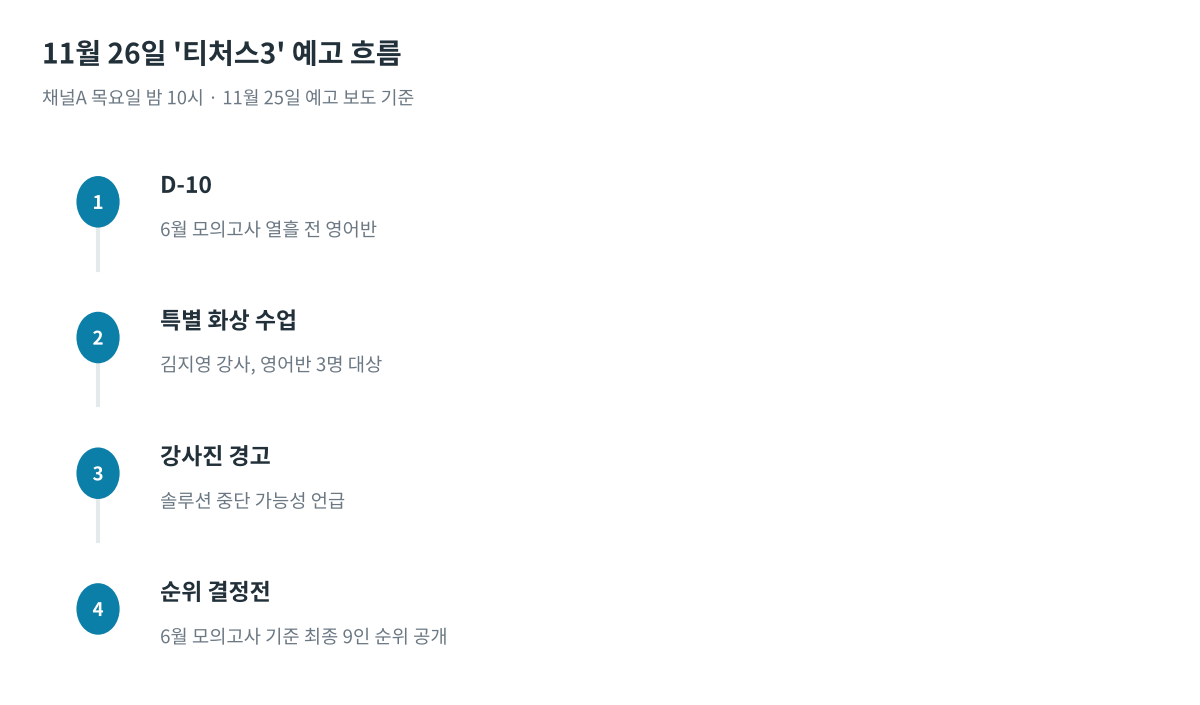 11월 26일 '티처스3' 예고 흐름
채널A 목요일 밤 10시 · 11월 25일 예고 보도 기준
1
D-10
6월 모의고사 열흘 전 영어반
2
특별 화상 수업
김지영 강사, 영어반 3명 대상
3
강사진 경고
솔루션 중단 가능성 언급
4
순위 결정전
6월 모의고사 기준 최종 9인 순위 공개